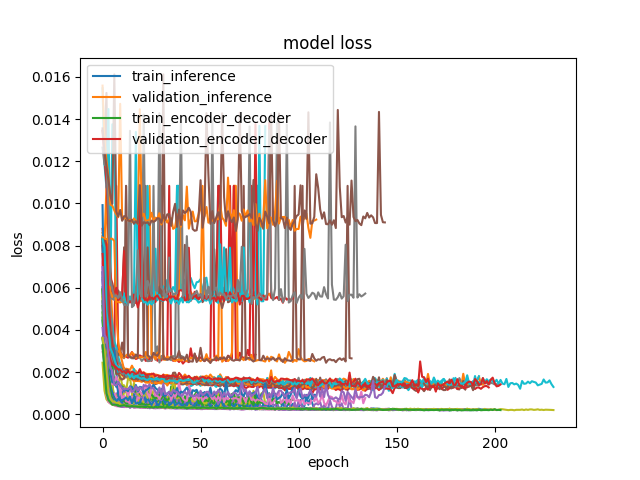 model loss
train_inference
validation_inference
train_encoder_decoder
validation_encoder_decoder
loss
0.016
0.014
0.012
0.010
0.008
0.006
0.004
0.002
0.000
0
50
100
150
200
epoch